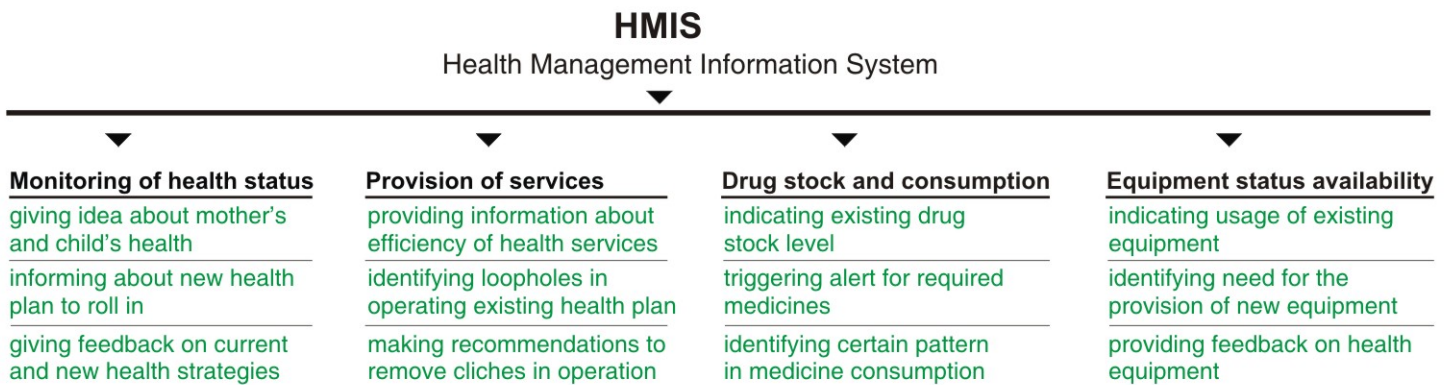 HMIS
Health Management Information System
Monitoring of health status
giving idea about mother's
and child's health
informing about new health
plan to roll in
giving feedback on current
and new health strategies
Provision of services
providing information about
efficiency of health services
identifying loopholes in
operating existing health plan
making recommendations to
remove cliches in operation
Drug stock and consumption
indicating existing drug
stock level
triggering alert for required
medicines
identifying certain pattern
in medicine consumption
Equipment status availability
indicating usage of existing
equipment
identifying need for the
provision of new equipment
providing feedback on health
equipment